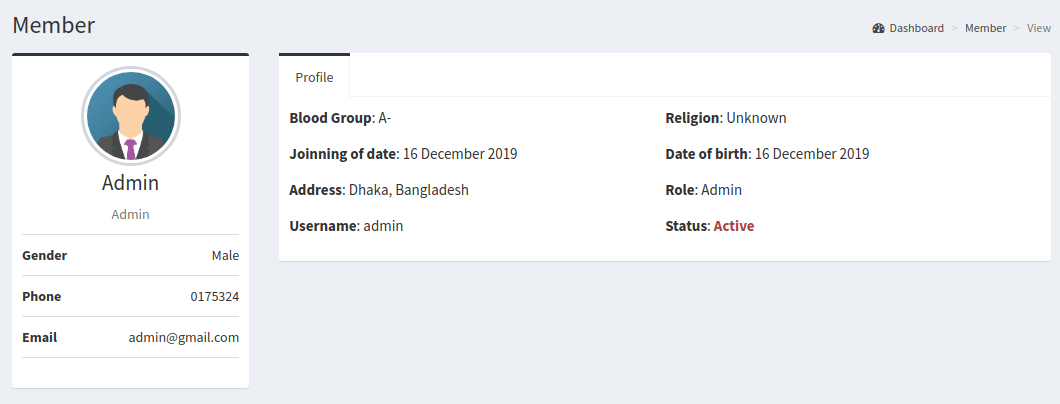 Member
Dashboard > Member > View
Admin
Admin
Gender Male
Phone 0175324
Email admin@gmail.com
Profile
Blood Group: A- Religion: Unknown
Joinning of date: 16 December 2019 Date of birth: 16 December 2019
Address: Dhaka, Bangladesh Role: Admin
Username: admin Status: Active